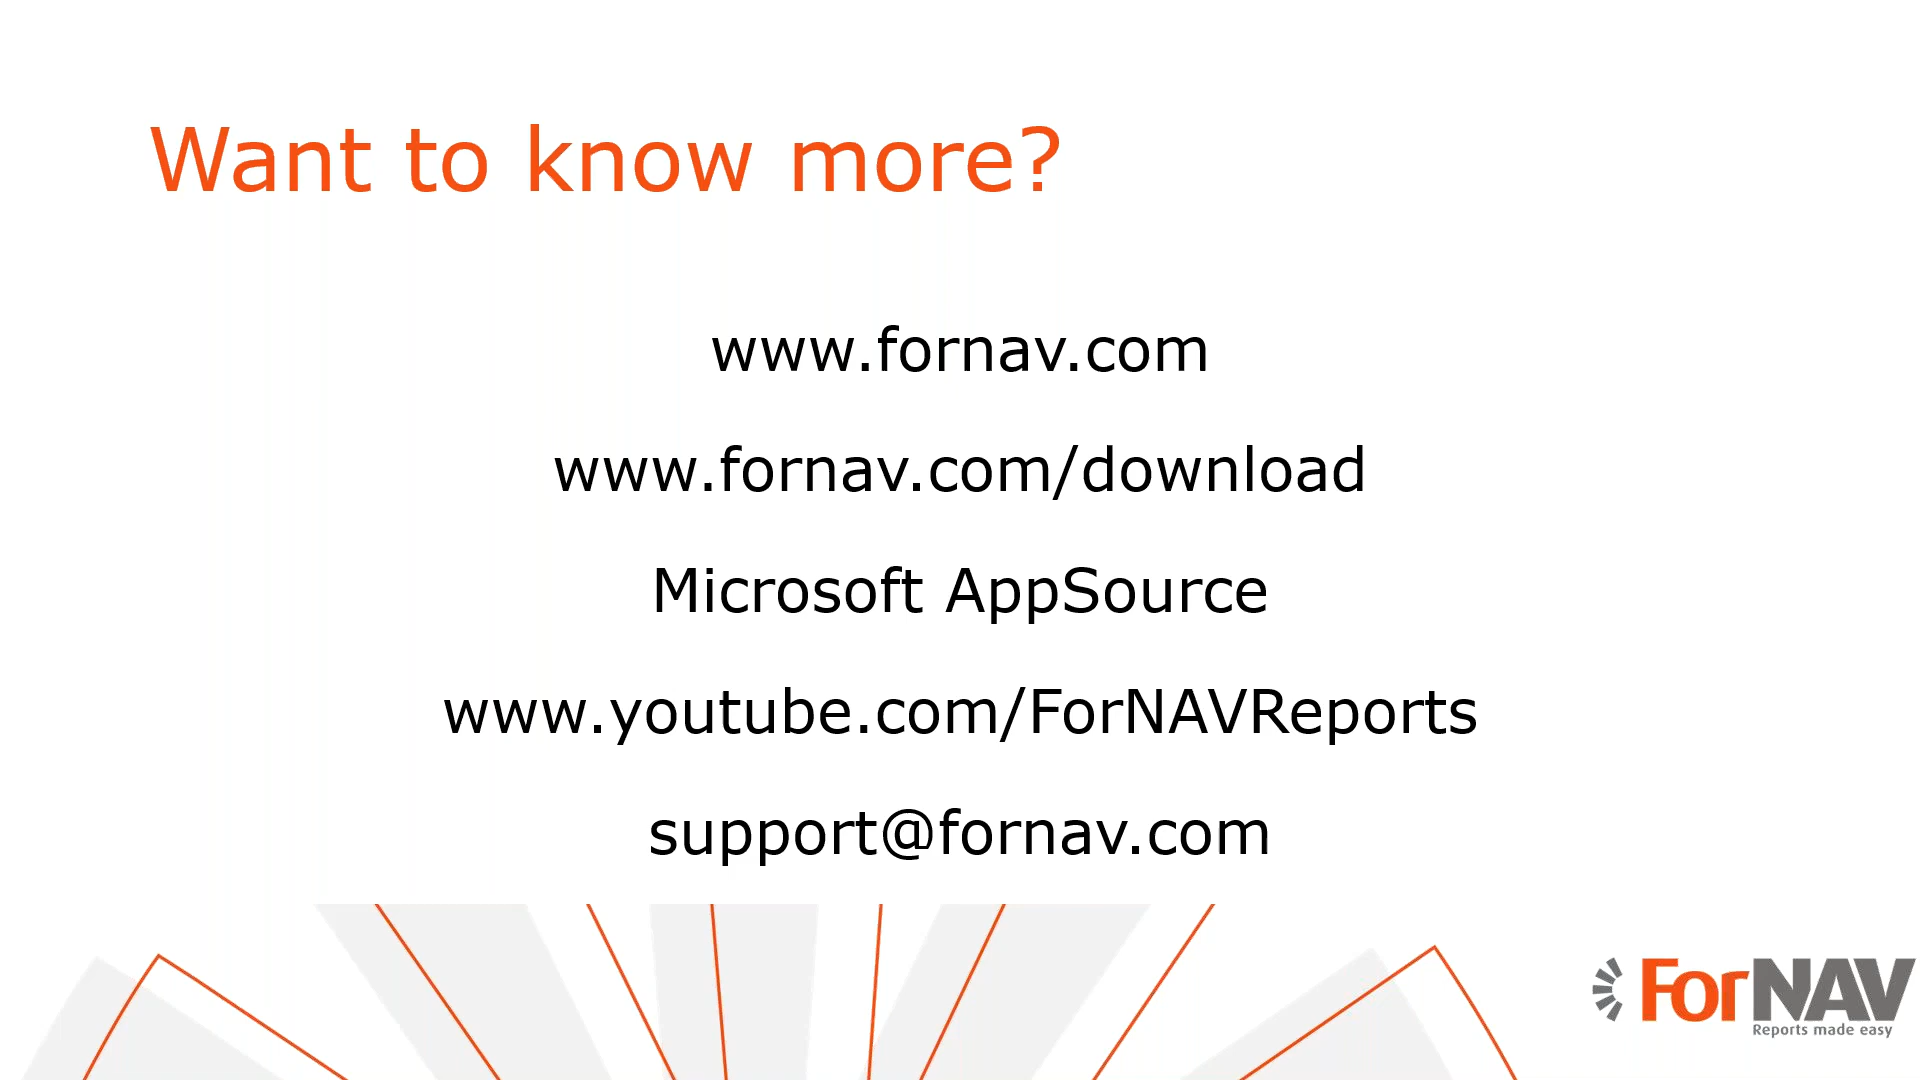 Want to know more?
www.fornav.com
www.fornav.com/download
Microsoft AppSource
www.youtube.com/ForNAVReports
support@fornav.com
ForNAV
Reports made easy